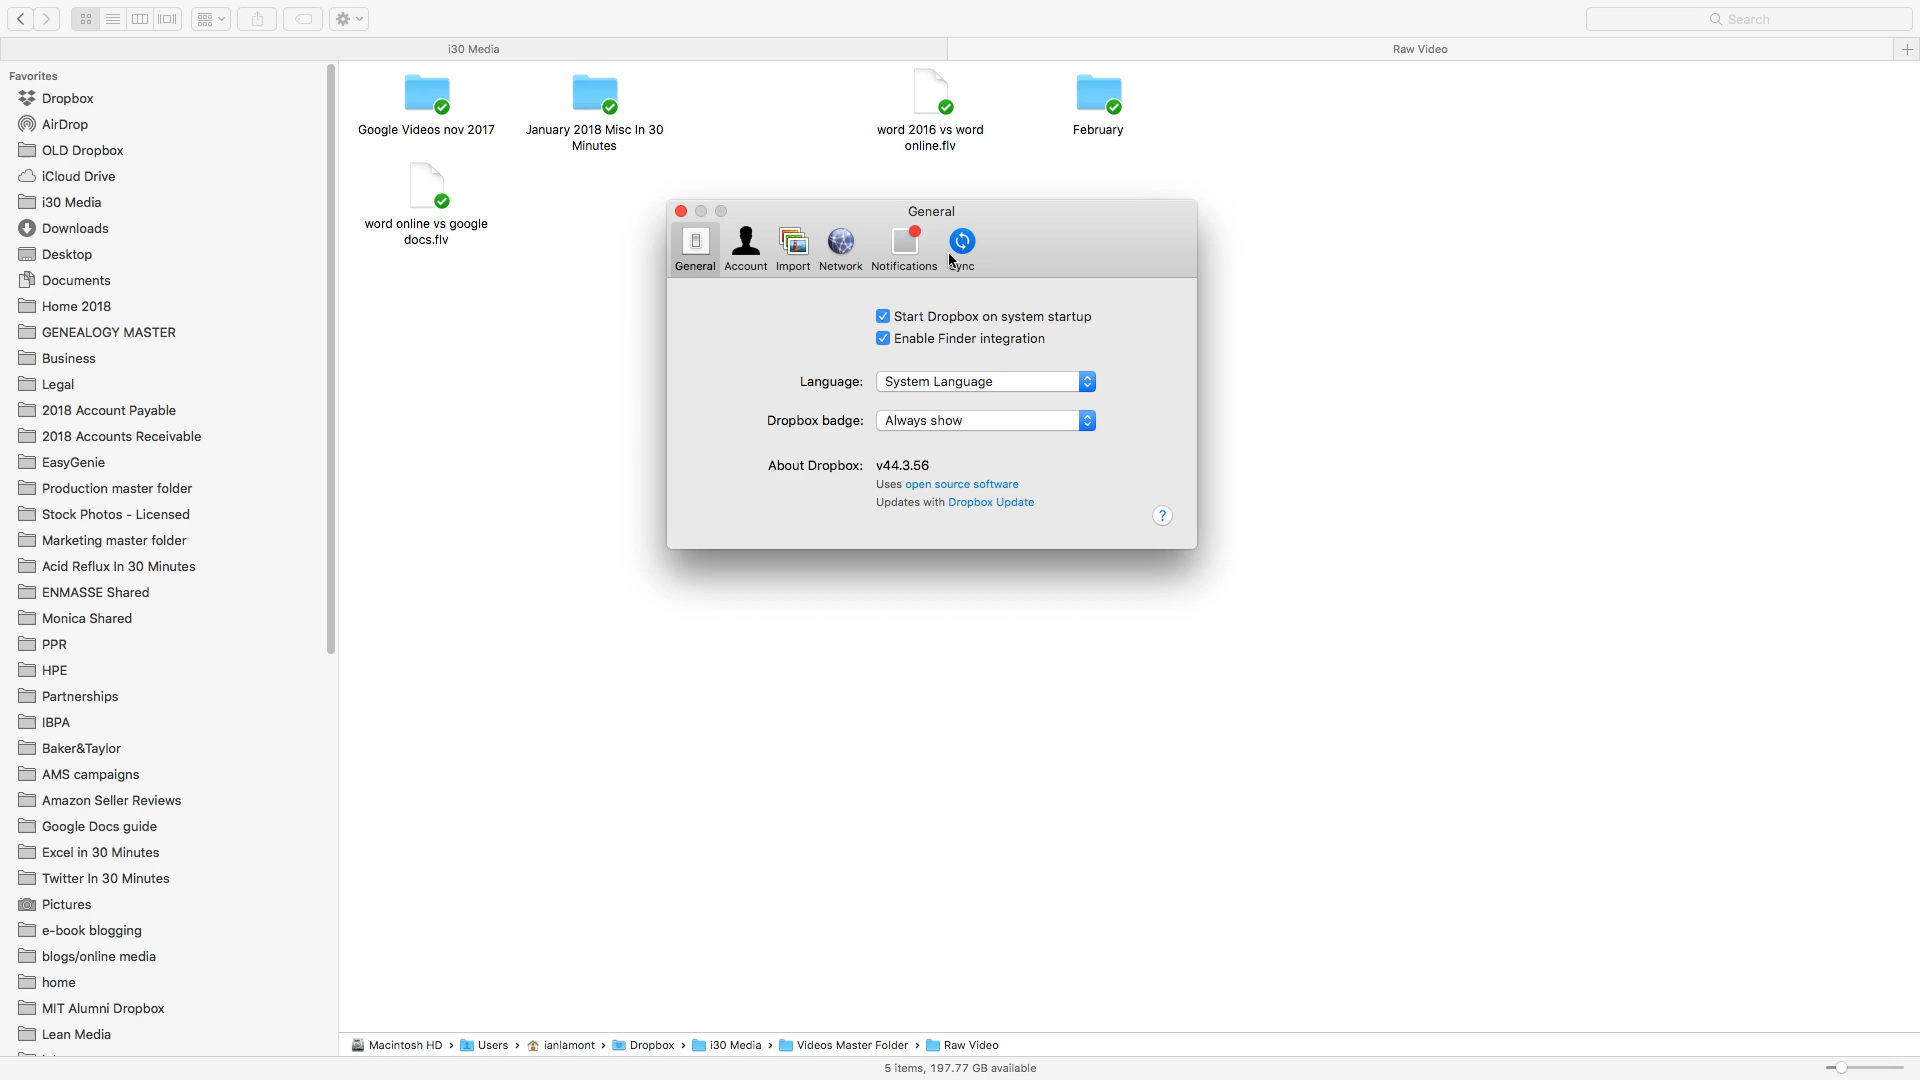 Search
i30 Media
Raw Video
Favorites
Dropbox
AirDrop
OLD Dropbox
iCloud Drive
i30 Media
Downloads
Desktop
Documents
Home 2018
GENEALOGY MASTER
Business
Legal
2018 Account Payable
2018 Accounts Receivable
EasyGenie
Production master folder
Stock Photos - Licensed
Marketing master folder
Acid Reflux In 30 Minutes
ENMASSE Shared
Monica Shared
PPR
HPE
Partnerships
IBPA
Baker&Taylor
AMS campaigns
Amazon Seller Reviews
Google Docs guide
Excel in 30 Minutes
Twitter In 30 Minutes
Pictures
e-book blogging
blogs/online media
home
MIT Alumni Dropbox
Lean Media
Google Videos nov 2017
January 2018 Misc In 30
Minutes
word 2016 vs word
online.flv
February
word online vs google
docs.flv
General
General Account Import Network Notifications Sync
Start Dropbox on system startup
Enable Finder integration
Language: System Language
Dropbox badge: Always show
About Dropbox: v44.3.56
Uses open source software
Updates with Dropbox Update
?
Macintosh HD › Users › ianlamont › Dropbox › i30 Media › Videos Master Folder › Raw Video
5 items, 197.77 GB available